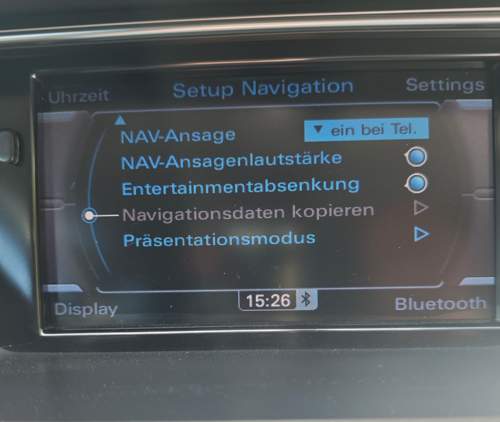 Uhrzeit
Setup Navigation
Settings
NAV-Ansage
ein bei Tel.
NAV-Ansagenlautstärke
Entertainmentabsenkung
Navigationsdaten kopieren
Präsentationsmodus
Display
15:26
Bluetooth